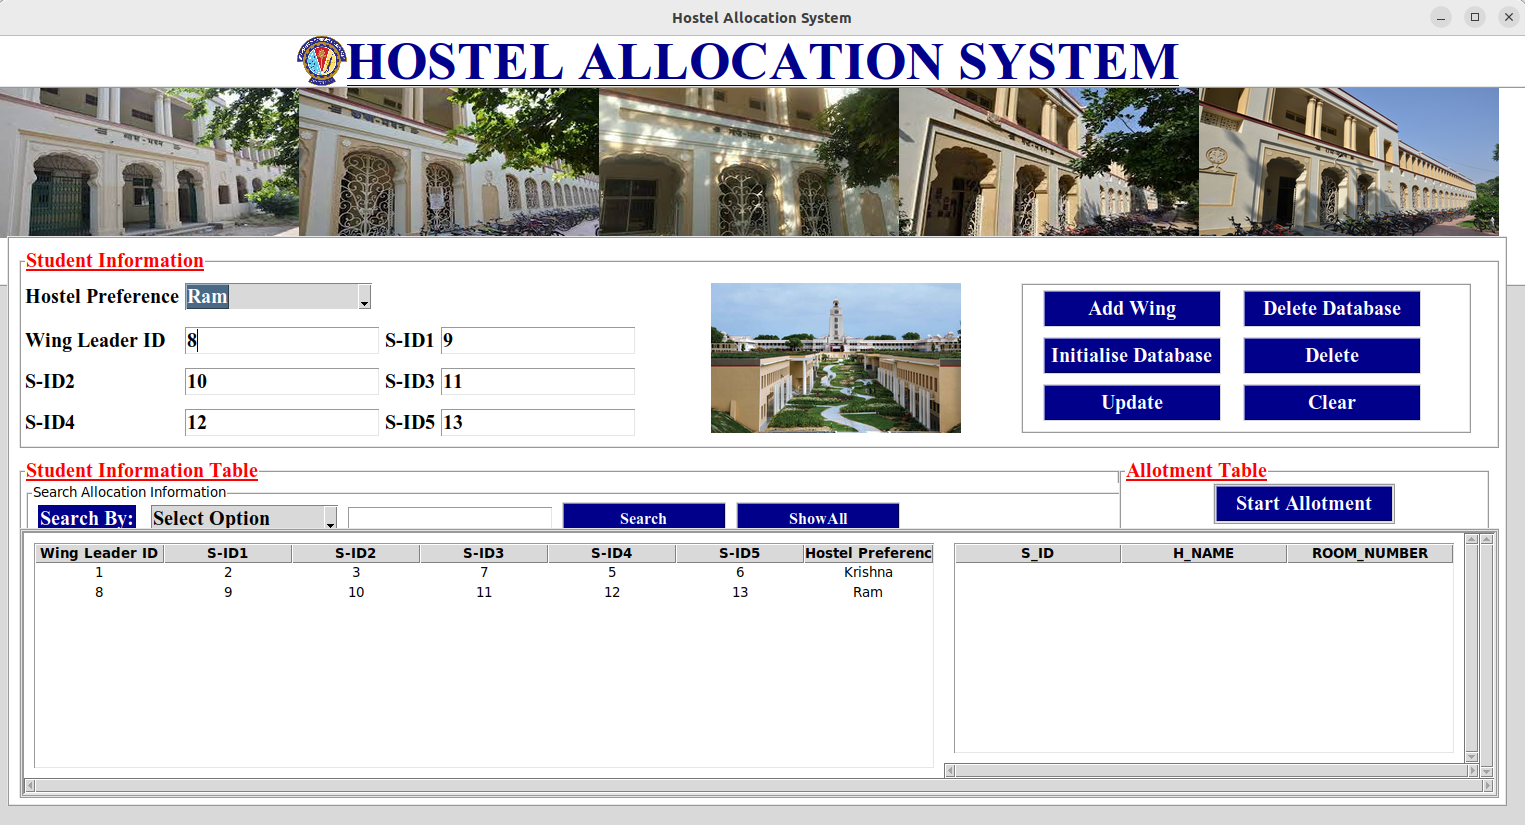 Hostel Allocation System
HOSTEL ALLOCATION SYSTEM
Student Information
Hostel Preference Ram
Wing Leader ID 8 S-ID1 9
S-ID2 10 S-ID3 11
S-ID4 12 S-ID5 13
Add Wing Delete Database
Initialise Database Delete
Update Clear
Student Information Table
Search Allocation Information
Search By: Select Option Search ShowAll
Allotment Table
Start Allotment
Wing Leader ID S-ID1 S-ID2 S-ID3 S-ID4 S-ID5 Hostel Preferenc
1 2 3 7 5 6 Krishna
8 9 10 11 12 13 Ram
S_ID H_NAME ROOM_NUMBER